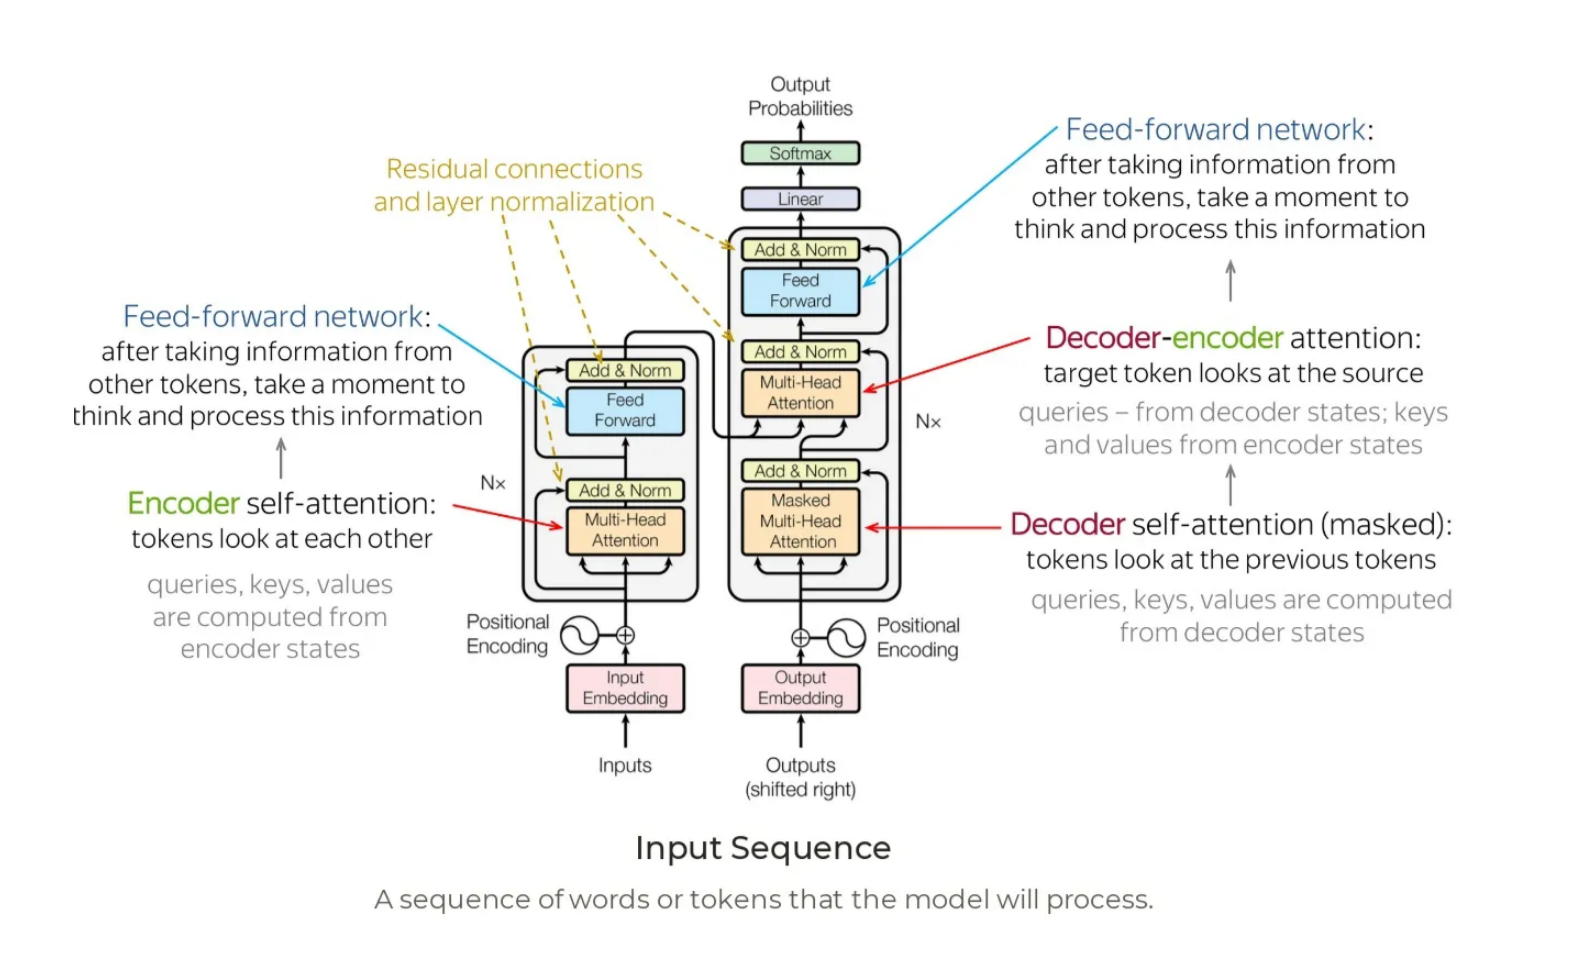 Output
Probabilities
Softmax
Linear
Add & Norm
Feed
Forward
Add & Norm
Multi-Head
Attention
Nx
Add & Norm
Masked
Multi-Head
Attention
Positional
Encoding
Output
Embedding
Outputs
(shifted right)
Residual connections
and layer normalization
Feed-forward network:
after taking information from
other tokens, take a moment to
think and process this information
Encoder self-attention:
tokens look at each other
queries, keys, values
are computed from
encoder states
Add & Norm
Feed
Forward
Nx
Add & Norm
Multi-Head
Attention
Positional
Encoding
Input
Embedding
Inputs
Feed-forward network:
after taking information from
other tokens, take a moment to
think and process this information
Decoder-encoder attention:
target token looks at the source
queries – from decoder states; keys
and values from encoder states
Decoder self-attention (masked):
tokens look at the previous tokens
queries, keys, values are computed
from decoder states
Input Sequence
A sequence of words or tokens that the model will process.